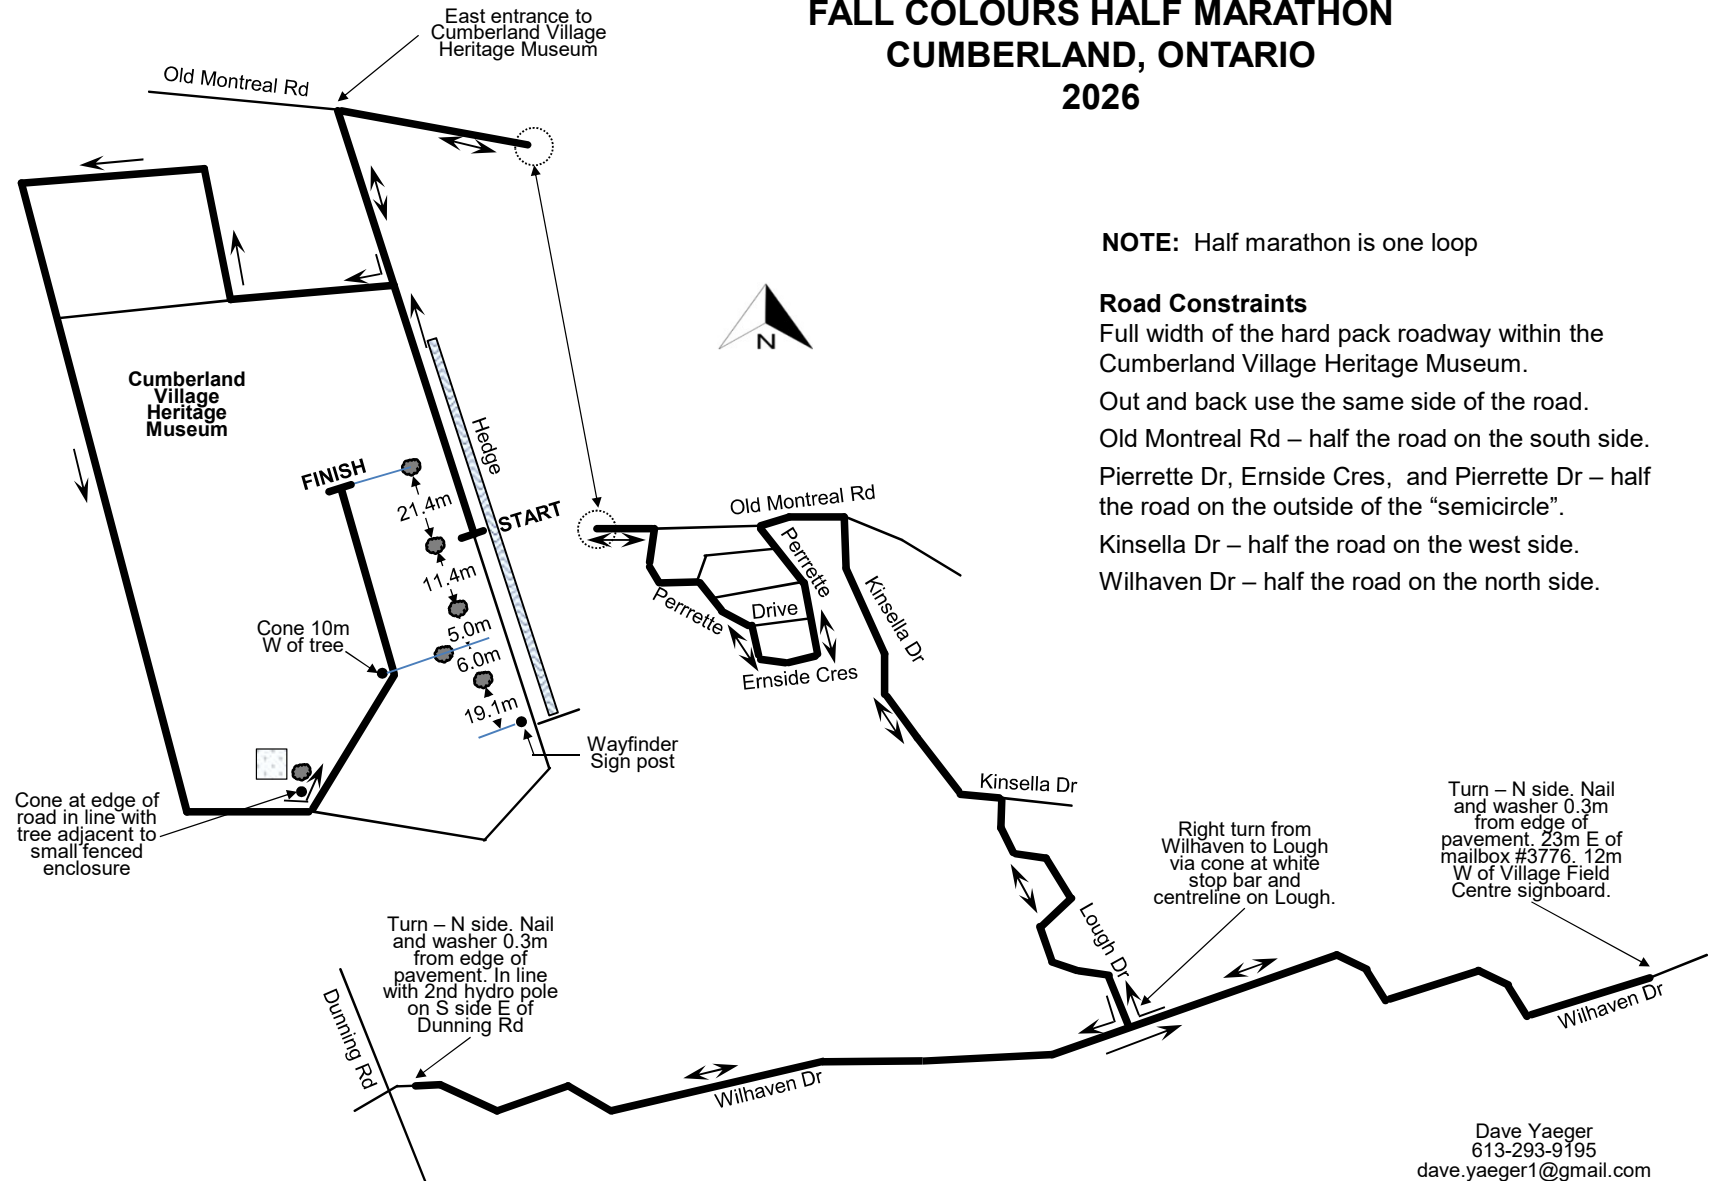 FALL COLOURS HALF MARATHON
CUMBERLAND, ONTARIO
2026
East entrance to
Cumberland Village
Heritage Museum
Old Montreal Rd
NOTE: Half marathon is one loop
Road Constraints
Full width of the hard pack roadway within the
Cumberland Village Heritage Museum.
Out and back use the same side of the road.
Old Montreal Rd – half the road on the south side.
Pierrette Dr, Ernside Cres, and Pierrette Dr – half
the road on the outside of the “semicircle”.
Kinsella Dr – half the road on the west side.
Wilhaven Dr – half the road on the north side.
N
Cumberland
Village
Heritage
Museum
Hedge
FINISH
21.4m
START
11.4m
5.0m
6.0m
19.1m
Cone 10m
W of tree
Wayfinder
Sign post
Cone at edge of
road in line with
tree adjacent to
small fenced
enclosure
Old Montreal Rd
Perrrette
Perrrette
Drive
Ernside Cres
Kinsella Dr
Kinsella Dr
Lough Dr
Right turn from
Wilhaven to Lough
via cone at white
stop bar and
centreline on Lough.
Turn – N side. Nail
and washer 0.3m
from edge of
pavement. 23m E of
mailbox #3776. 12m
W of Village Field
Centre signboard.
Wilhaven Dr
Turn – N side. Nail
and washer 0.3m
from edge of
pavement. In line
with 2nd hydro pole
on S side E of
Dunning Rd
Dunning Rd
Wilhaven Dr
Dave Yaeger
613-293-9195
dave.yaeger1@gmail.com